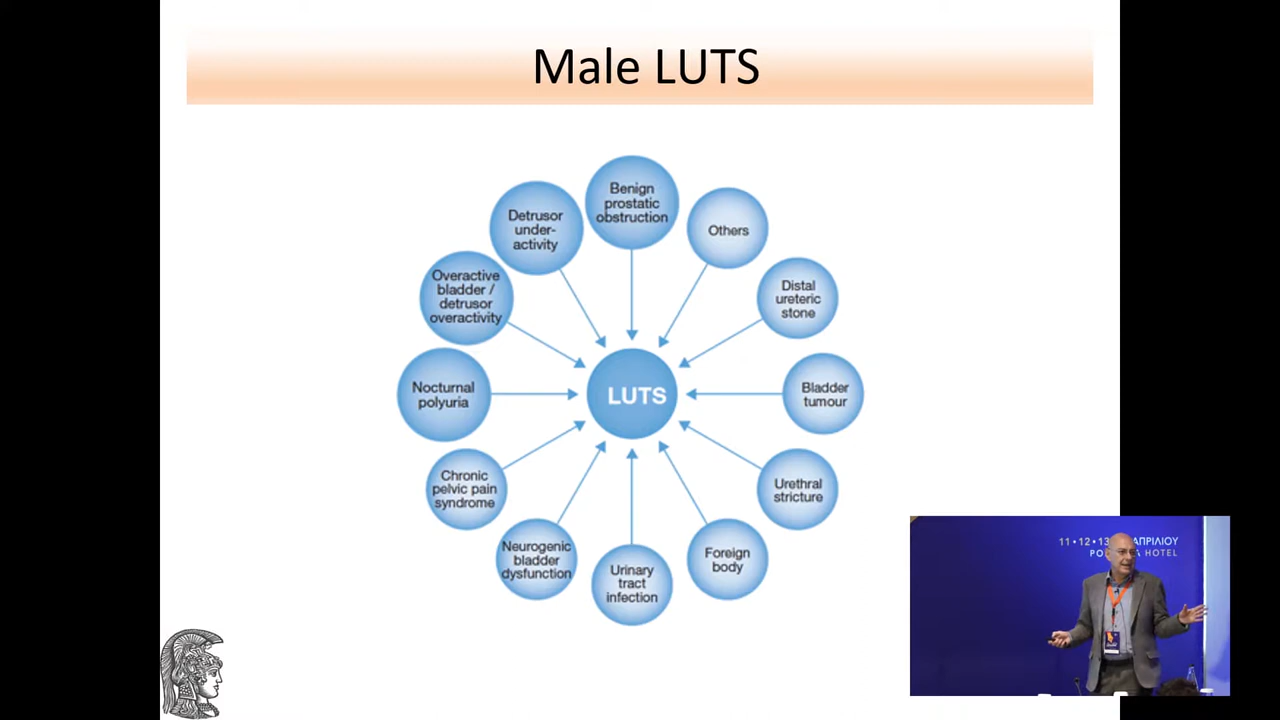 Male LUTS
Benign
prostatic
obstruction
Others
Distal
ureteric
stone
Bladder
tumour
Urethral
stricture
Foreign
body
Urinary
tract
infection
Neurogenic
bladder
dysfunction
Chronic
pelvic pain
syndrome
Nocturnal
polyuria
Overactive
bladder /
detrusor
overactivity
Detrusor
under-
activity
LUTS
11 • 12 • 13
HOTEL